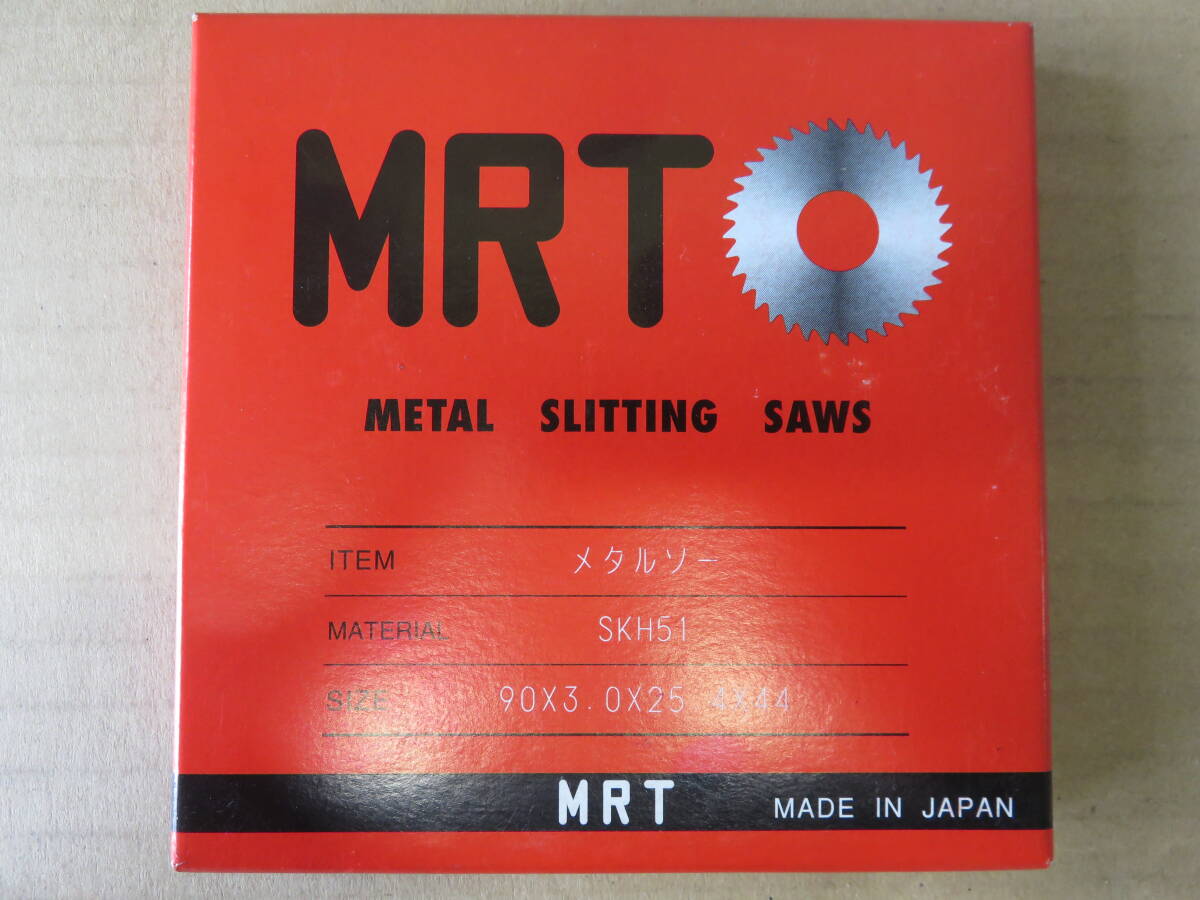 MRT
METAL SLITTING SAWS
ITEM メタルソー
MATERIAL SKH51
SIZE 90X3.0X25.4X44
MRT MADE IN JAPAN